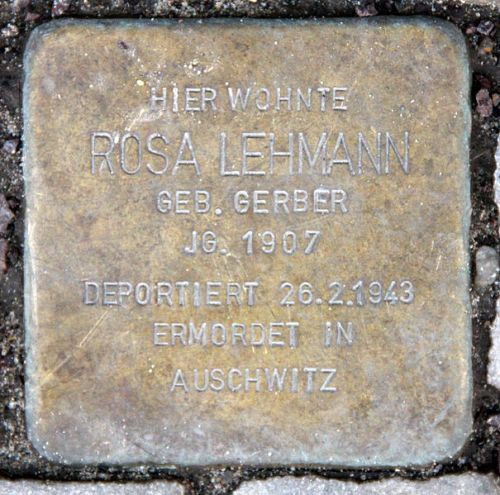 HIER WOHNTE
ROSA LEHMANN
GEB. GERBER
JG. 1907
DEPORTIERT 26.2.1943
ERMORDET IN
AUSCHWITZ